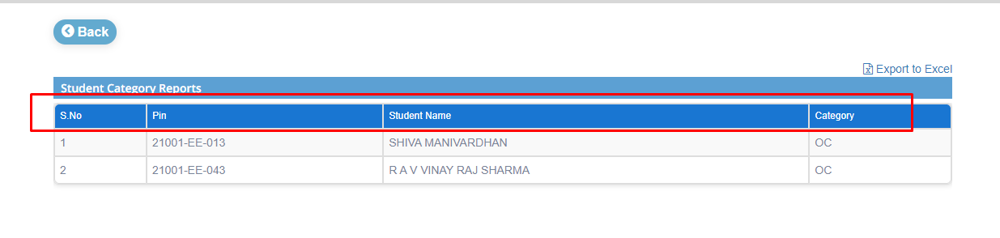 Back
Export to Excel
Student Category Reports
S.No Pin Student Name Category
1 21001-EE-013 SHIVA MANIVARDHAN OC
2 21001-EE-043 R A V VINAY RAJ SHARMA OC